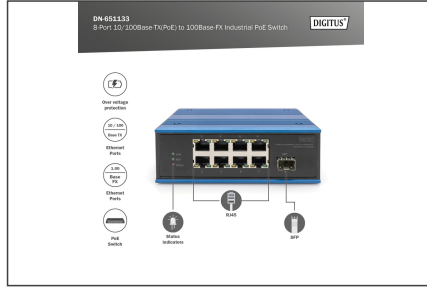 DN-651133
8-Port 10/100Base-TX(PoE) to 100Base-FX Industrial PoE Switch
DIGITUS®
Over voltage
protection
10 / 100
Base TX
Ethernet
Ports
Base
FX
Ethernet
Ports
PoE
Switch
Status
Indicators
RJ45
SFP